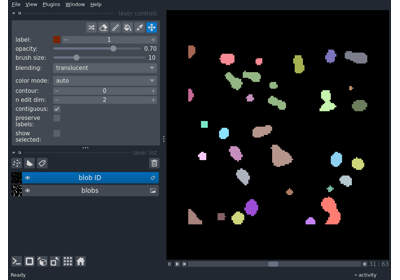 File View Plugins Window Help
layer controls
label: 1
opacity: 0.70
brush size: 10
blending: translucent
color mode: auto
contour: 0
n edit dim: 2
contiguous:
preserve
labels:
show
selected:
layer list
blob ID
blobs
Ready
31 63
activity